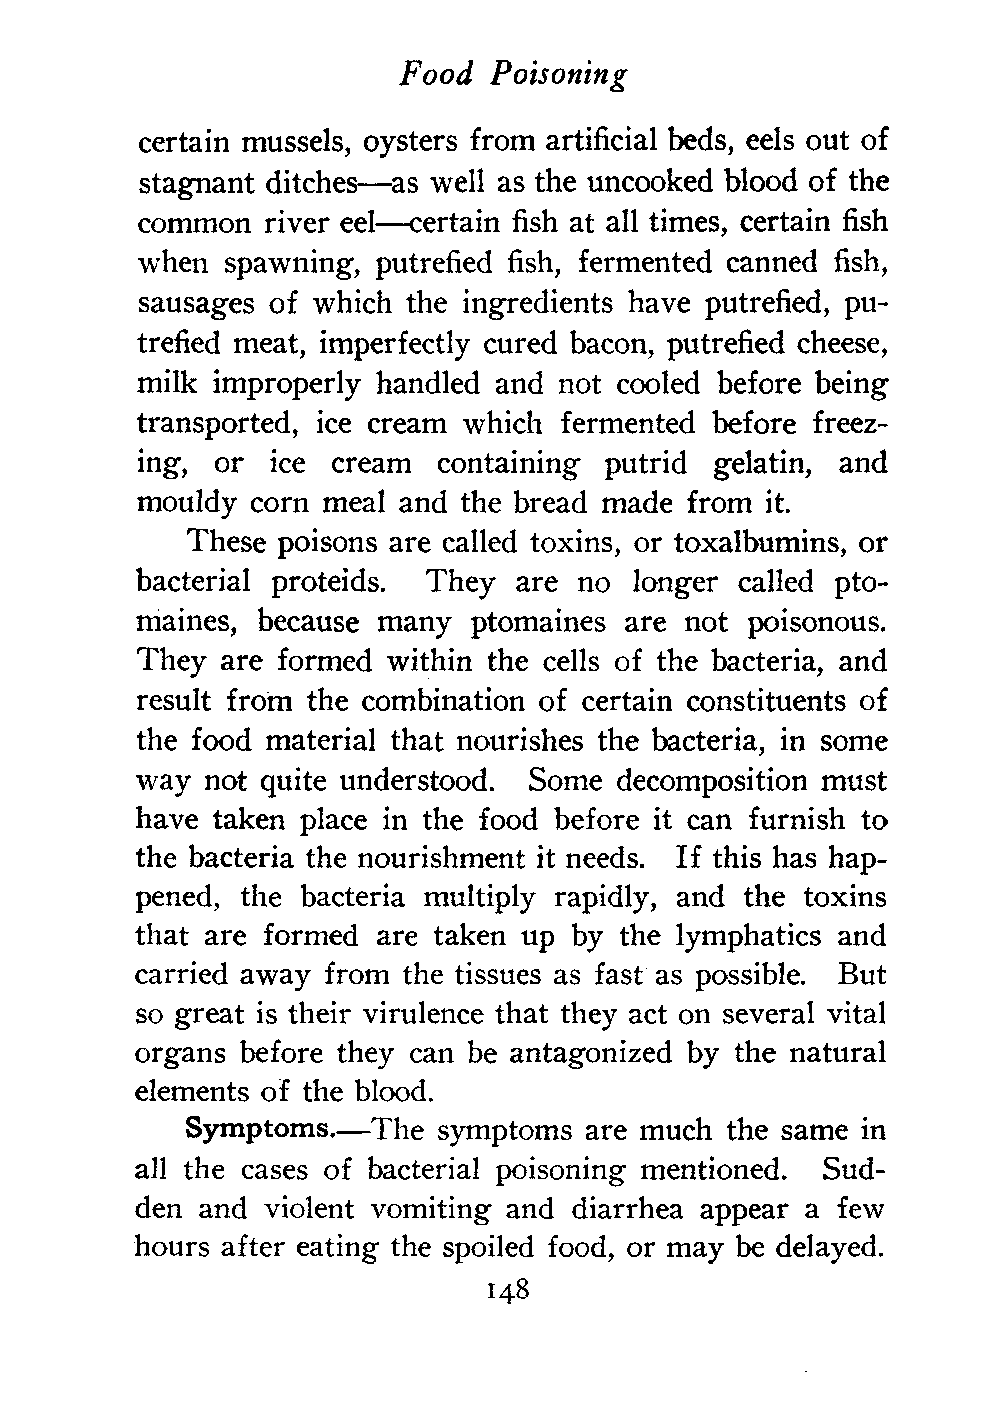 Food Poisoning
certain mussels, oysters from artificial beds, eels out of
stagnant ditches—as well as the uncooked blood of the
common river eel—certain fish at all times, certain fish
when spawning, putrefied fish, fermented canned fish,
sausages of which the ingredients have putrefied, pu-
trefied meat, imperfectly cured bacon, putrefied cheese,
milk improperly handled and not cooled before being
transported, ice cream which fermented before freez-
ing, or ice cream containing putrid gelatin, and
mouldy corn meal and the bread made from it.
These poisons are called toxins, or toxalbumins, or
bacterial proteids. They are no longer called pto-
maines, because many ptomaines are not poisonous.
They are formed within the cells of the bacteria, and
result from the combination of certain constituents of
the food material that nourishes the bacteria, in some
way not quite understood. Some decomposition must
have taken place in the food before it can furnish to
the bacteria the nourishment it needs. If this has hap-
pened, the bacteria multiply rapidly, and the toxins
that are formed are taken up by the lymphatics and
carried away from the tissues as fast as possible. But
so great is their virulence that they act on several vital
organs before they can be antagonized by the natural
elements of the blood.
Symptoms.—The symptoms are much the same in
all the cases of bacterial poisoning mentioned. Sud-
den and violent vomiting and diarrhea appear a few
hours after eating the spoiled food, or may be delayed.
148